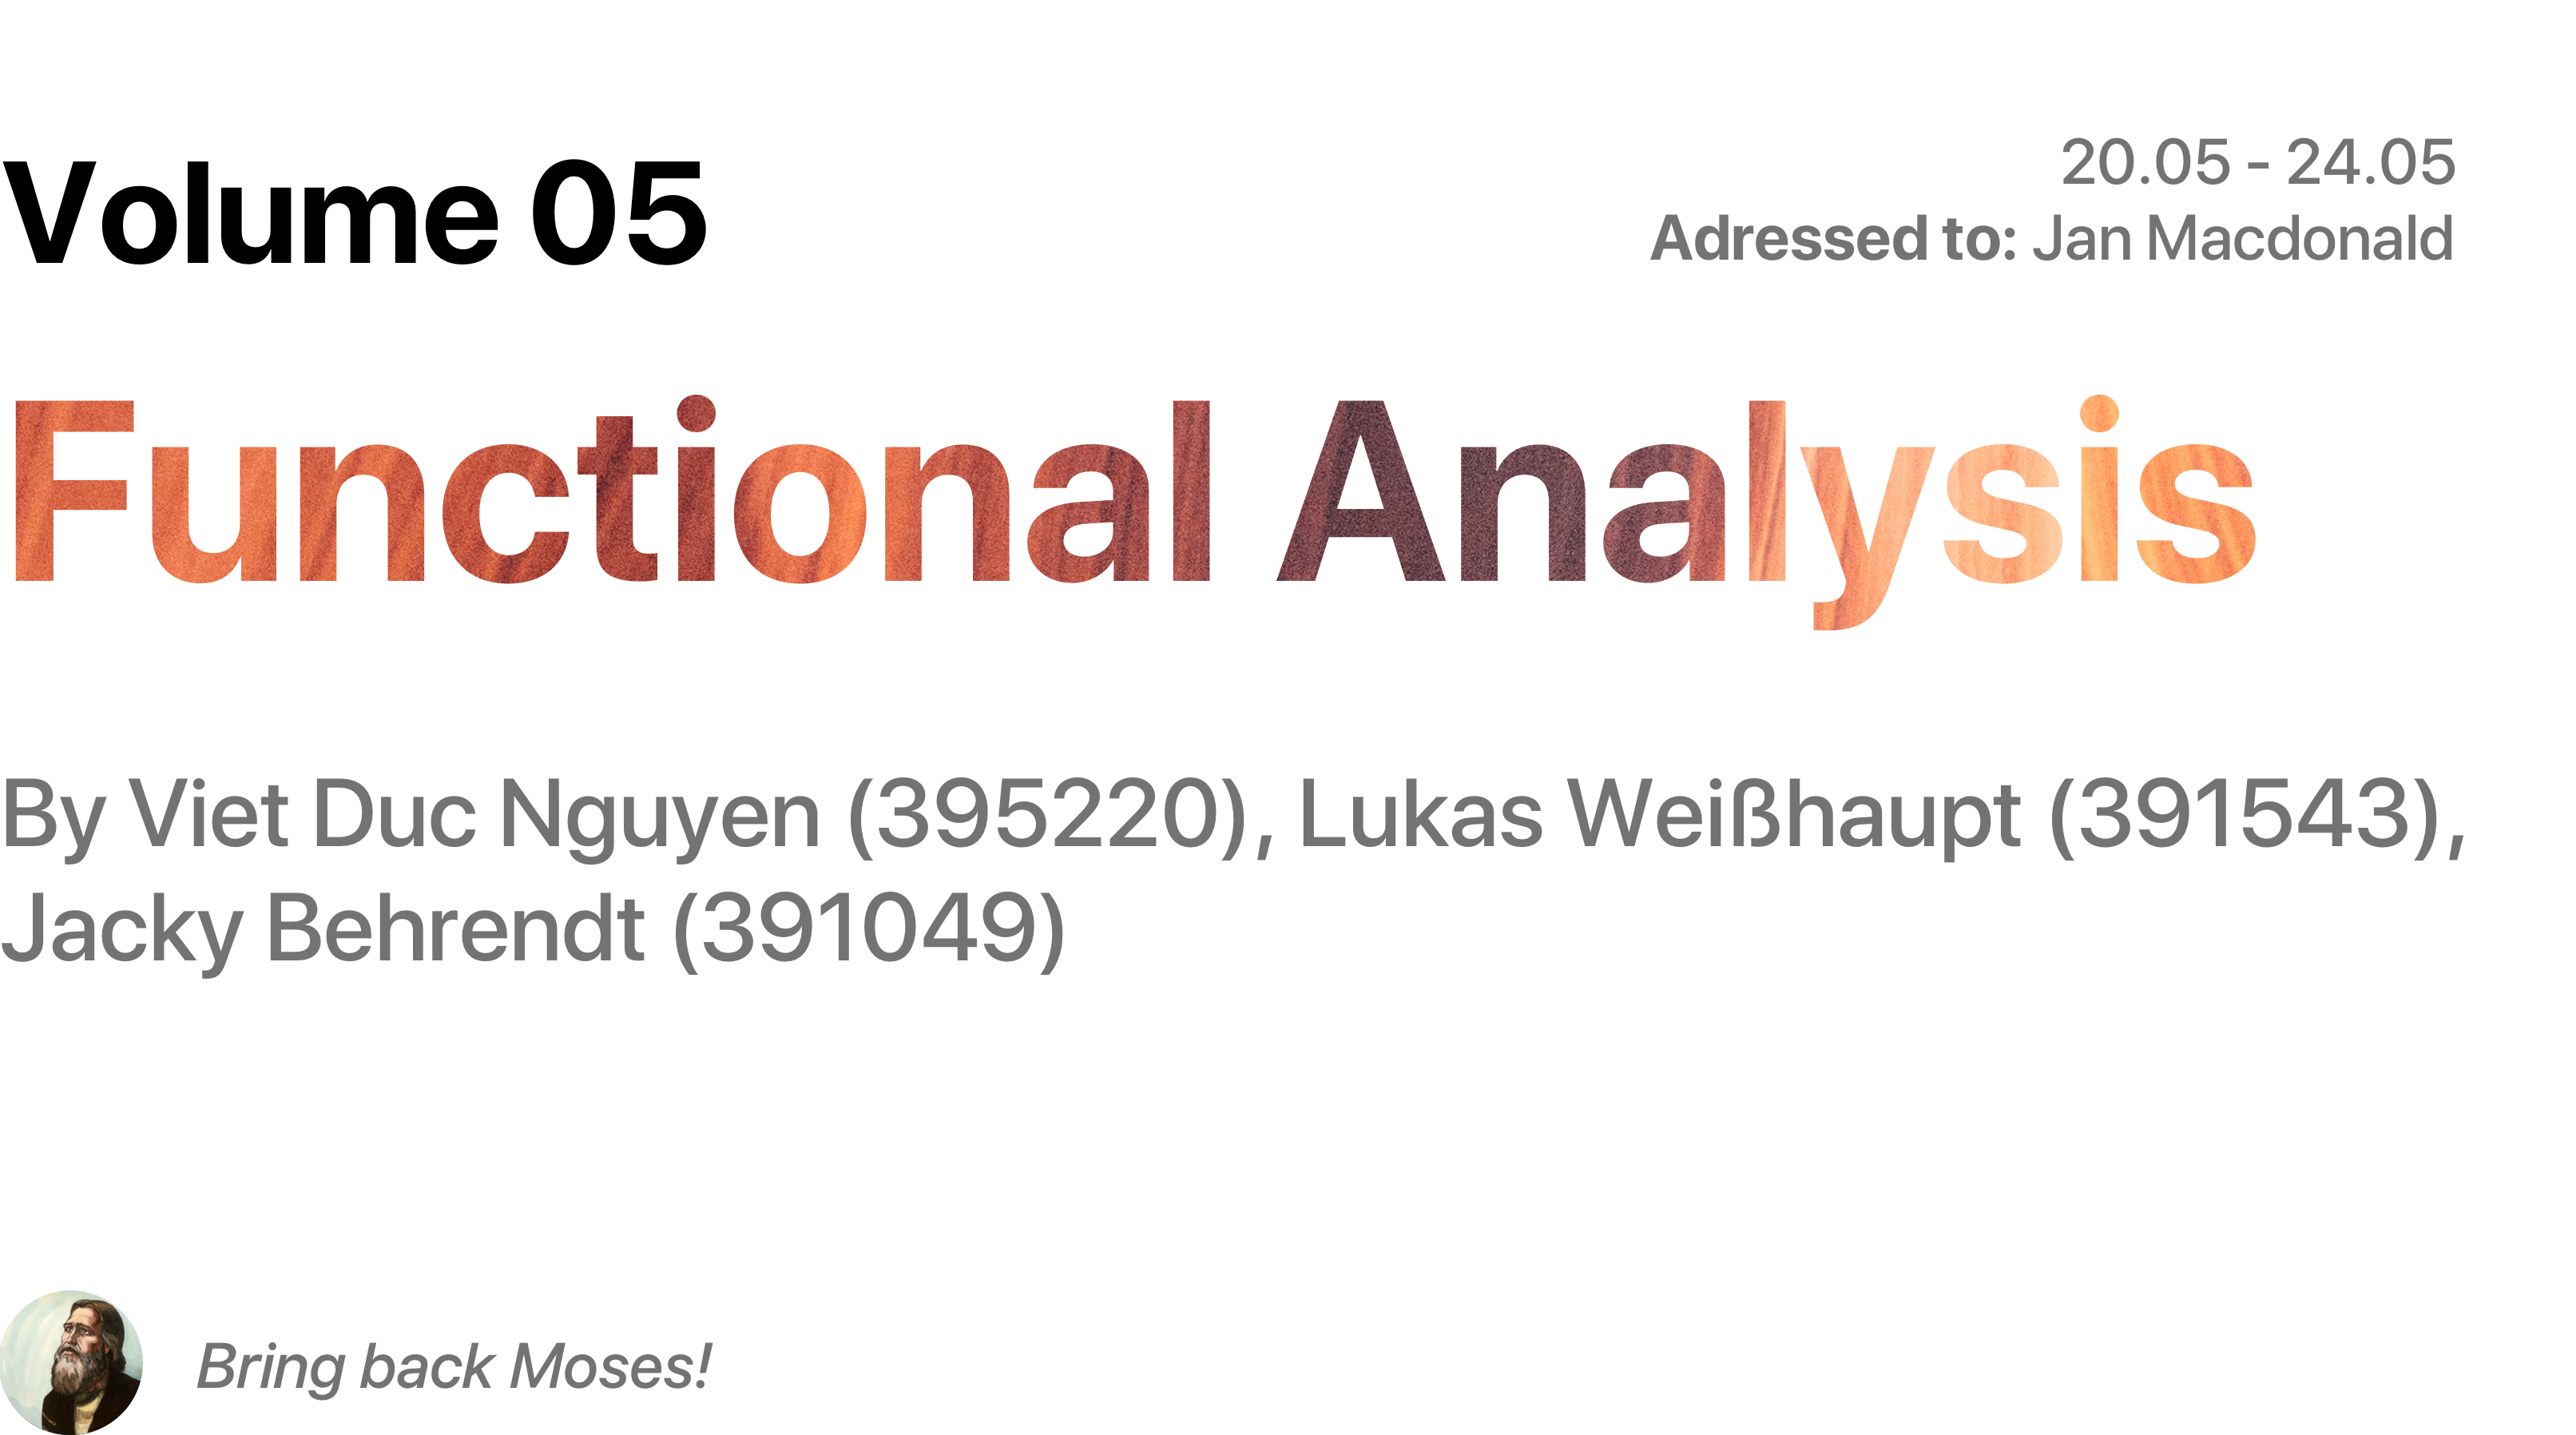 Volume 05
20.05 - 24.05
Adressed to: Jan Macdonald
Functional Analysis
By Viet Duc Nguyen (395220), Lukas Weißhaupt (391543),
Jacky Behrendt (391049)
Bring back Moses!